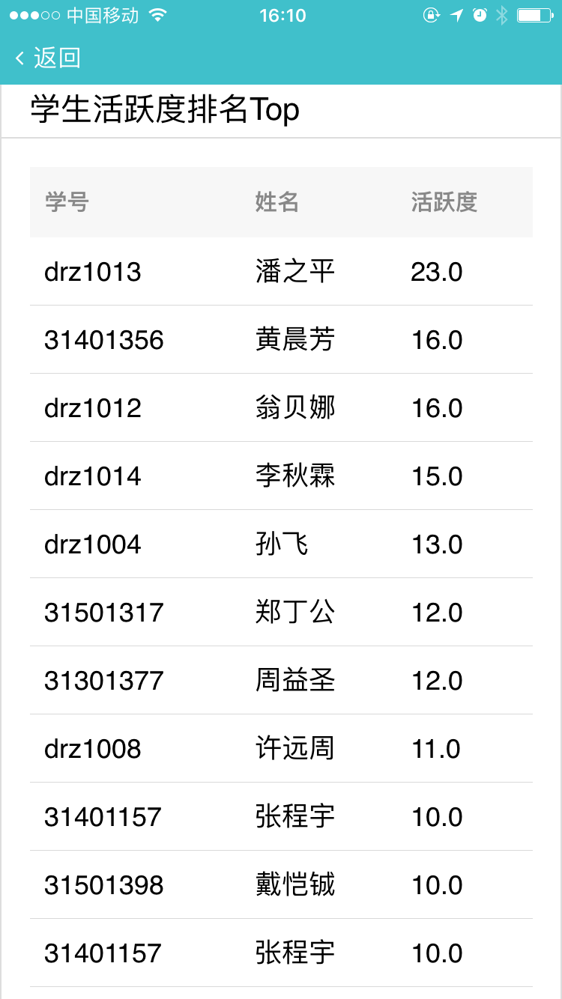 中国移动 16:10
返回
学生活跃度排名Top
学号 姓名 活跃度
drz1013 潘之平 23.0
31401356 黄晨芳 16.0
drz1012 翁贝娜 16.0
drz1014 李秋霖 15.0
drz1004 孙飞 13.0
31501317 郑丁公 12.0
31301377 周益圣 12.0
drz1008 许远周 11.0
31401157 张程宇 10.0
31501398 戴恺铖 10.0
31401157 张程宇 10.0